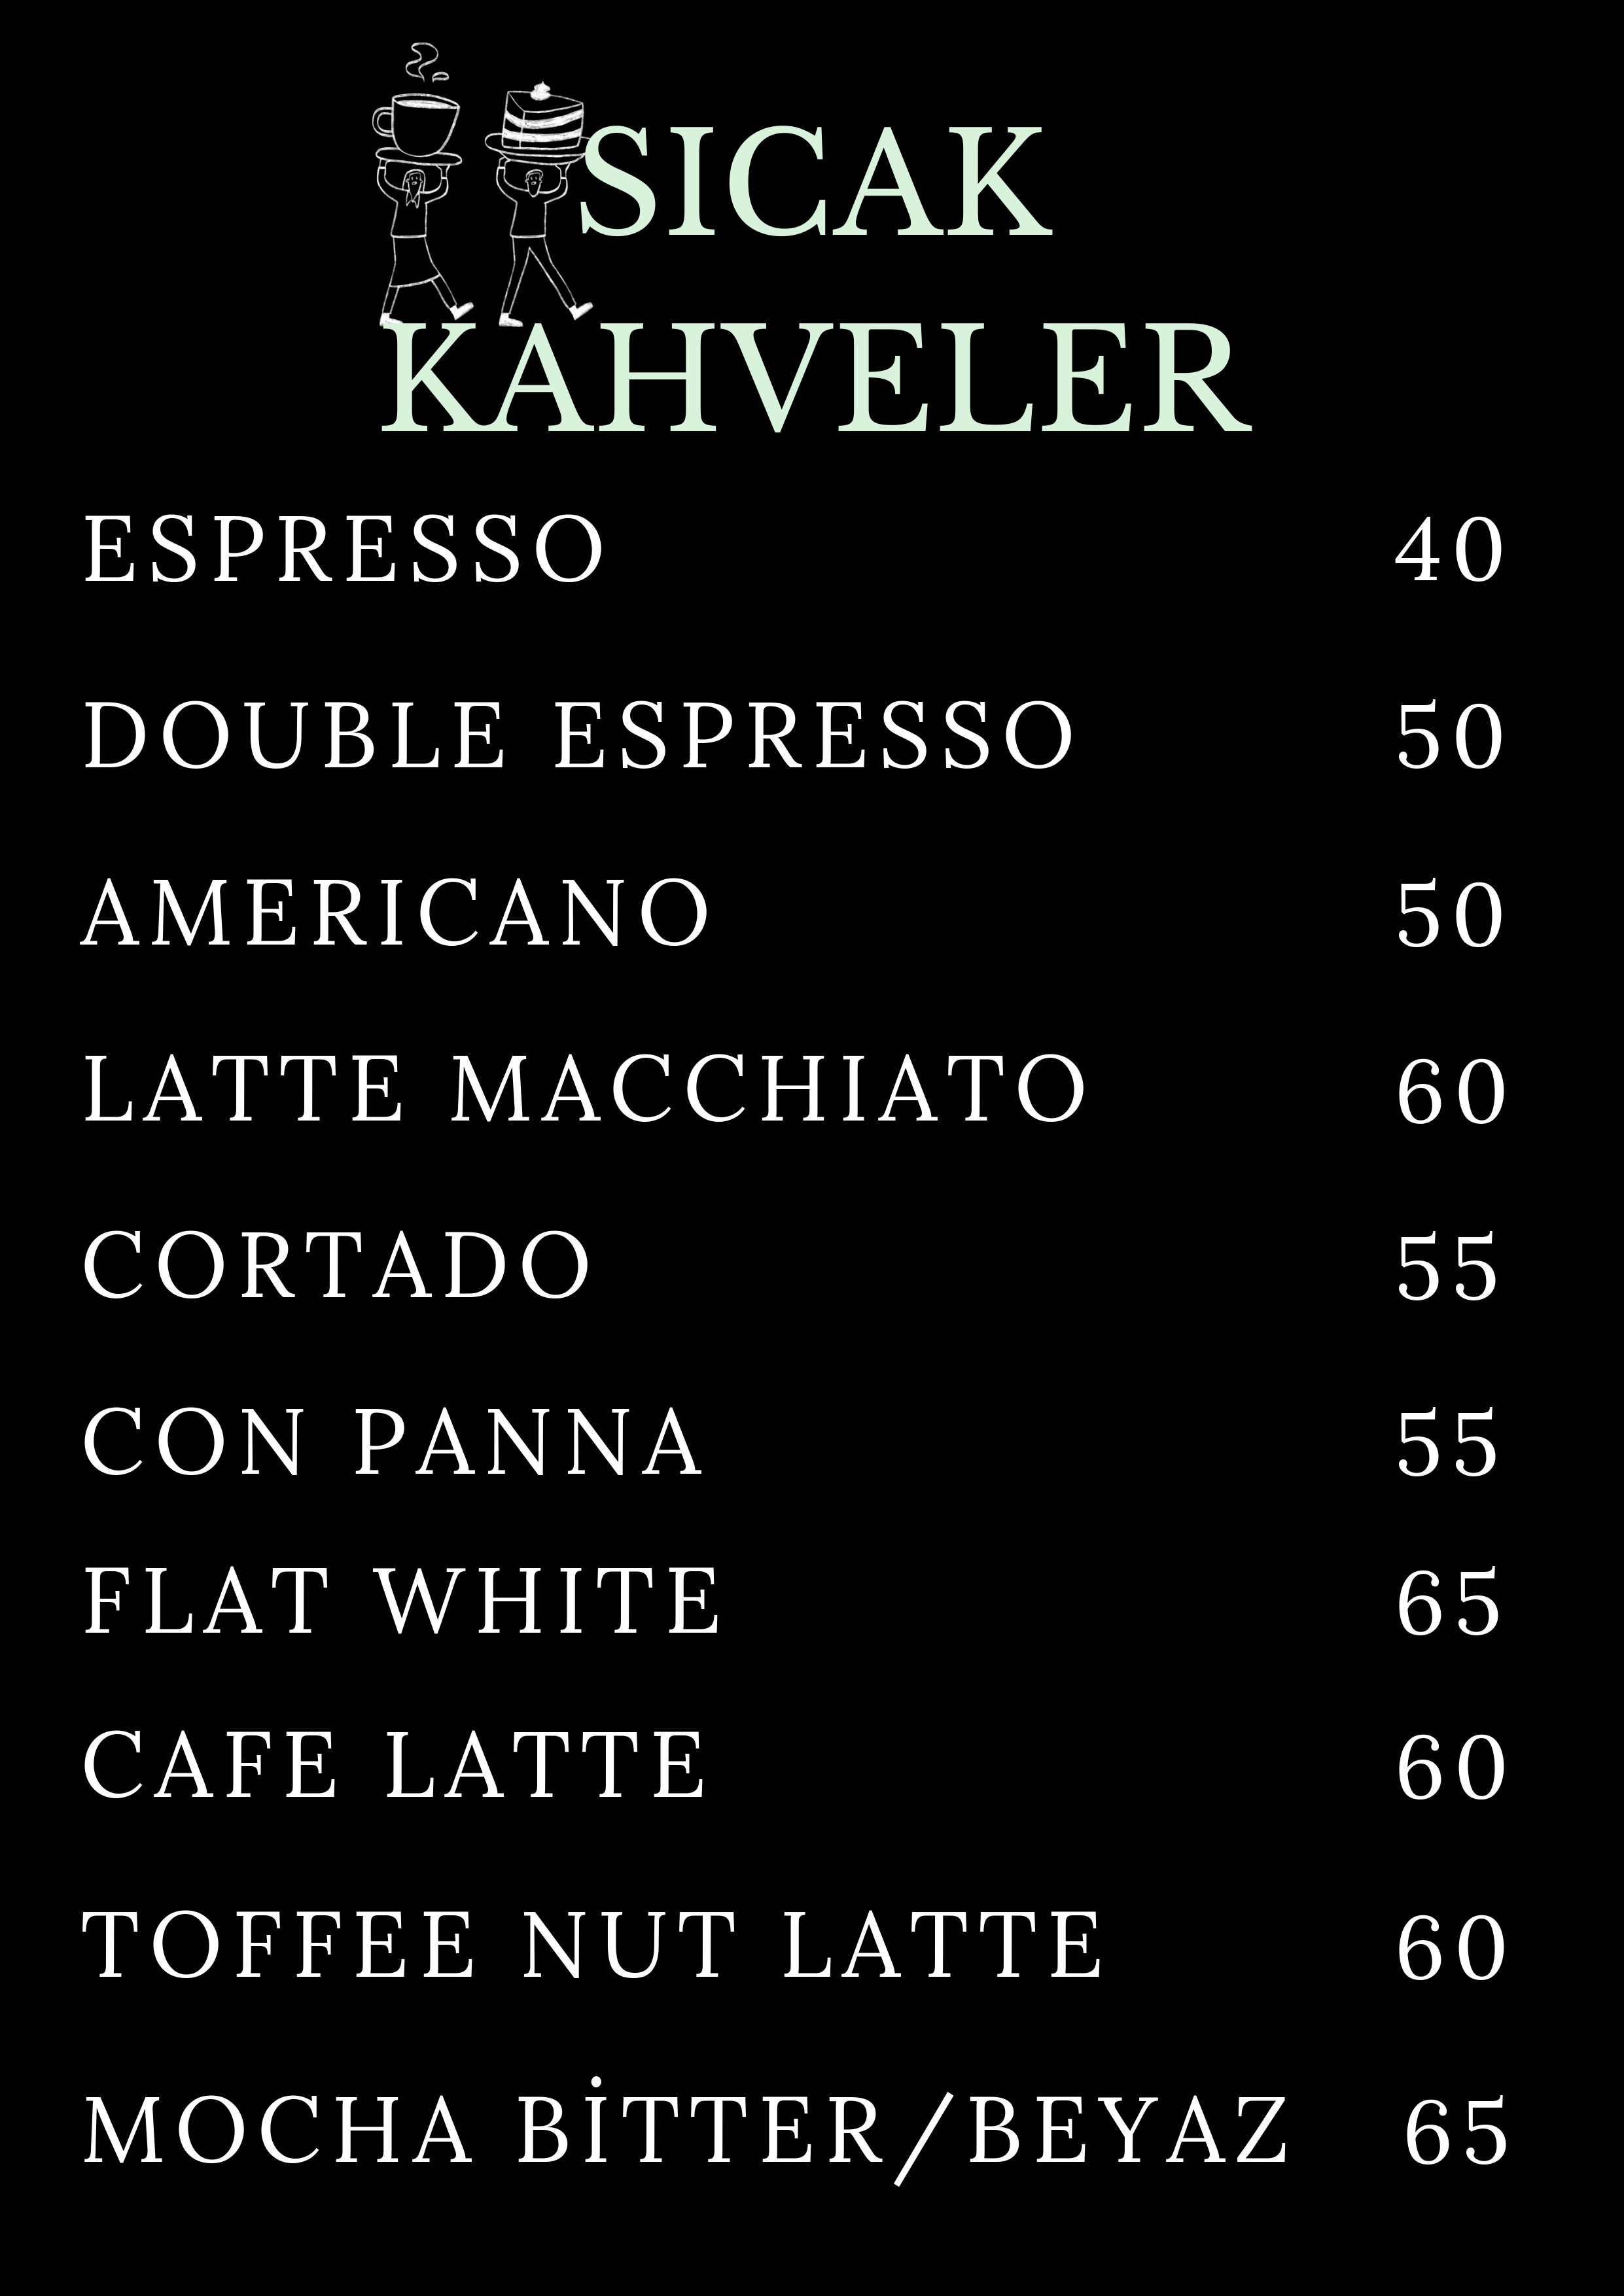 SICAK
KAHVELER
ESPRESSO 40
DOUBLE ESPRESSO 50
AMERICANO 50
LATTE MACCHIATO 60
CORTADO 55
CON PANNA 55
FLAT WHITE 65
CAFE LATTE 60
TOFFEE NUT LATTE 60
MOCHA BİTTER/BEYAZ 65